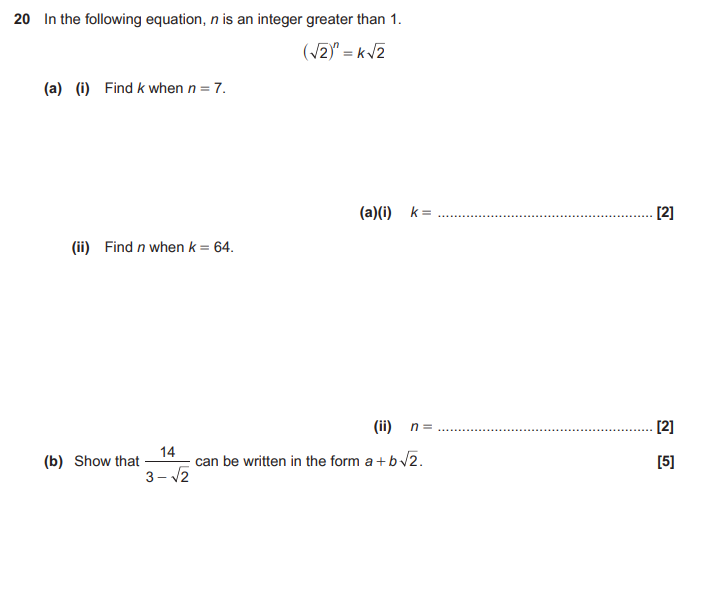 20 In the following equation, n is an integer greater than 1.
(√2)ⁿ = k√2
(a) (i) Find k when n = 7.
(a)(i) k = ...................................................... [2]
(ii) Find n when k = 64.
(ii) n = ...................................................... [2]
(b) Show that 14/(3 – √2) can be written in the form a + b√2. [5]